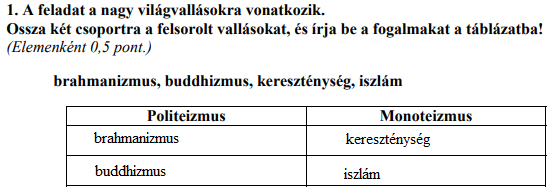 1. A feladat a nagy világvallásokra vonatkozik.
Ossza két csoportra a felsorolt vallásokat, és írja be a fogalmakat a táblázatba!
(Elemenként 0,5 pont.)
brahmanizmus, buddhizmus, kereszténység, iszlám
Politeizmus Monoteizmus
brahmanizmus kereszténység
buddhizmus iszlám